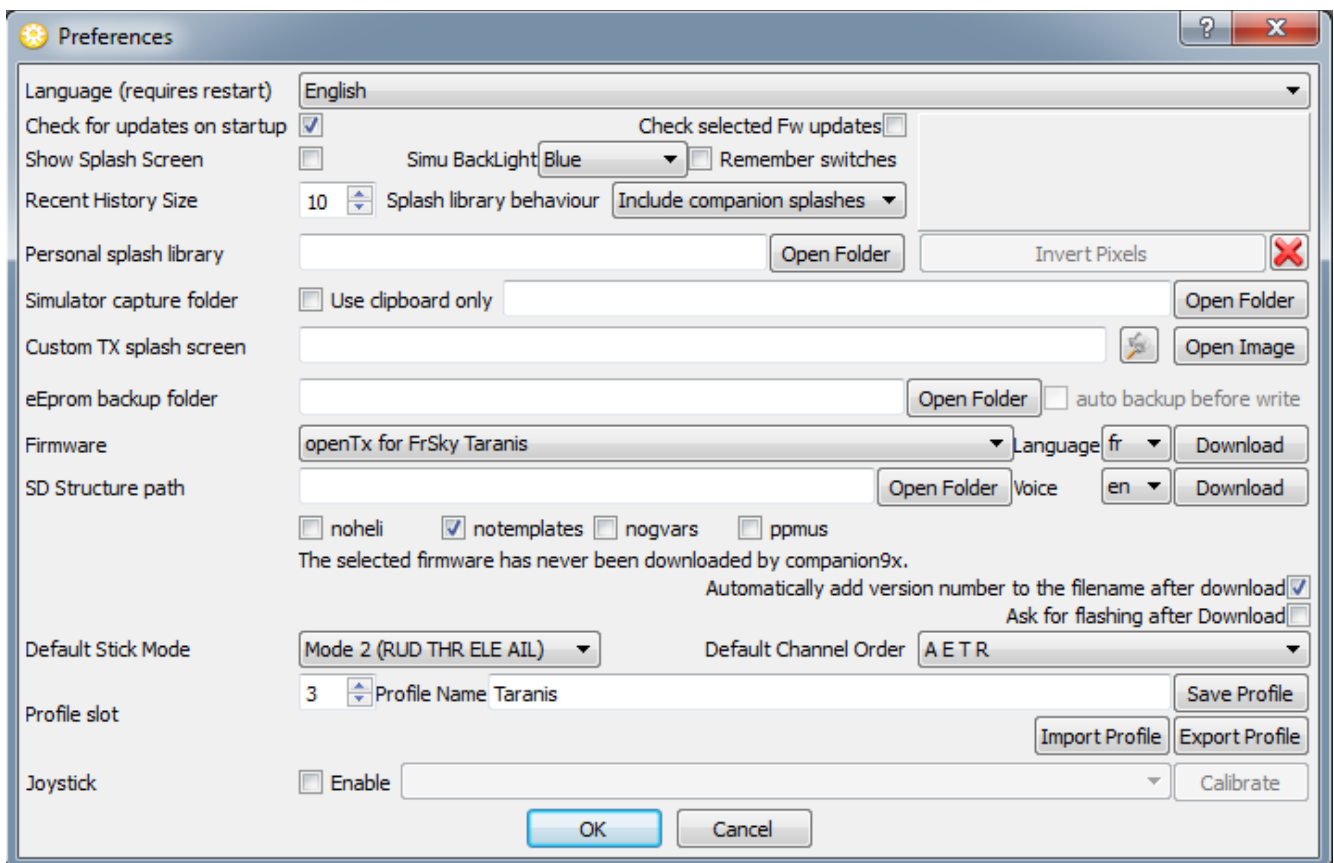 Preferences
Language (requires restart) English
Check for updates on startup Check selected Fw updates
Show Splash Screen Simu BackLight Blue Remember switches
Recent History Size 10 Splash library behaviour Include companion splashes
Personal splash library Open Folder Invert Pixels
Simulator capture folder Use clipboard only Open Folder
Custom TX splash screen Open Image
eEprom backup folder Open Folder auto backup before write
Firmware openTx for FrSky Taranis Language fr Download
SD Structure path Open Folder Voice en Download
noheli notemplates nogvars ppmus
The selected firmware has never been downloaded by companion9x.
Automatically add version number to the filename after download
Ask for flashing after Download
Default Stick Mode Mode 2 (RUD THR ELE AIL) Default Channel Order A E T R
3 Profile Name Taranis Save Profile
Profile slot
Import Profile Export Profile
Joystick Enable Calibrate
OK Cancel